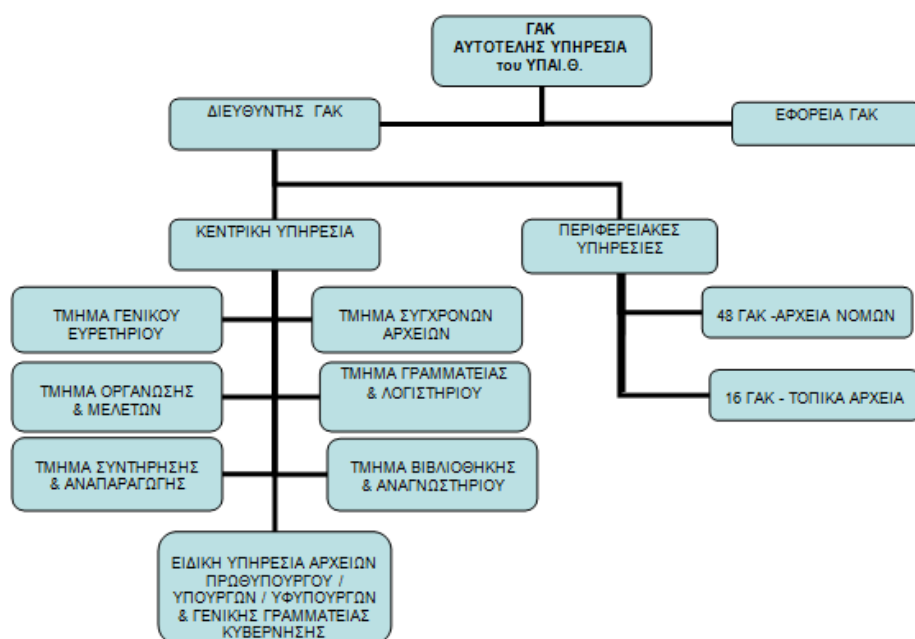 ΓΑΚ
ΑΥΤΟΤΕΛΗΣ ΥΠΗΡΕΣΙΑ
του ΥΠΑΙ.Θ.
ΔΙΕΥΘΥΝΤΗΣ ΓΑΚ
ΕΦΟΡΕΙΑ ΓΑΚ
ΚΕΝΤΡΙΚΗ ΥΠΗΡΕΣΙΑ
ΠΕΡΙΦΕΡΕΙΑΚΕΣ
ΥΠΗΡΕΣΙΕΣ
ΤΜΗΜΑ ΓΕΝΙΚΟΥ
ΕΥΡΕΤΗΡΙΟΥ
ΤΜΗΜΑ ΣΥΓΧΡΟΝΩΝ
ΑΡΧΕΙΩΝ
48 ΓΑΚ -ΑΡΧΕΙΑ ΝΟΜΩΝ
ΤΜΗΜΑ ΟΡΓΑΝΩΣΗΣ
& ΜΕΛΕΤΩΝ
ΤΜΗΜΑ ΓΡΑΜΜΑΤΕΙΑΣ
& ΛΟΓΙΣΤΗΡΙΟΥ
16 ΓΑΚ - ΤΟΠΙΚΑ ΑΡΧΕΙΑ
ΤΜΗΜΑ ΣΥΝΤΗΡΗΣΗΣ
& ΑΝΑΠΑΡΑΓΩΓΗΣ
ΤΜΗΜΑ ΒΙΒΛΙΟΘΗΚΗΣ
& ΑΝΑΓΝΩΣΤΗΡΙΟΥ
ΕΙΔΙΚΗ ΥΠΗΡΕΣΙΑ ΑΡΧΕΙΩΝ
ΠΡΩΘΥΠΟΥΡΓΟΥ /
ΥΠΟΥΡΓΩΝ / ΥΦΥΠΟΥΡΓΩΝ
& ΓΕΝΙΚΗΣ ΓΡΑΜΜΑΤΕΙΑΣ
ΚΥΒΕΡΝΗΣΗΣ